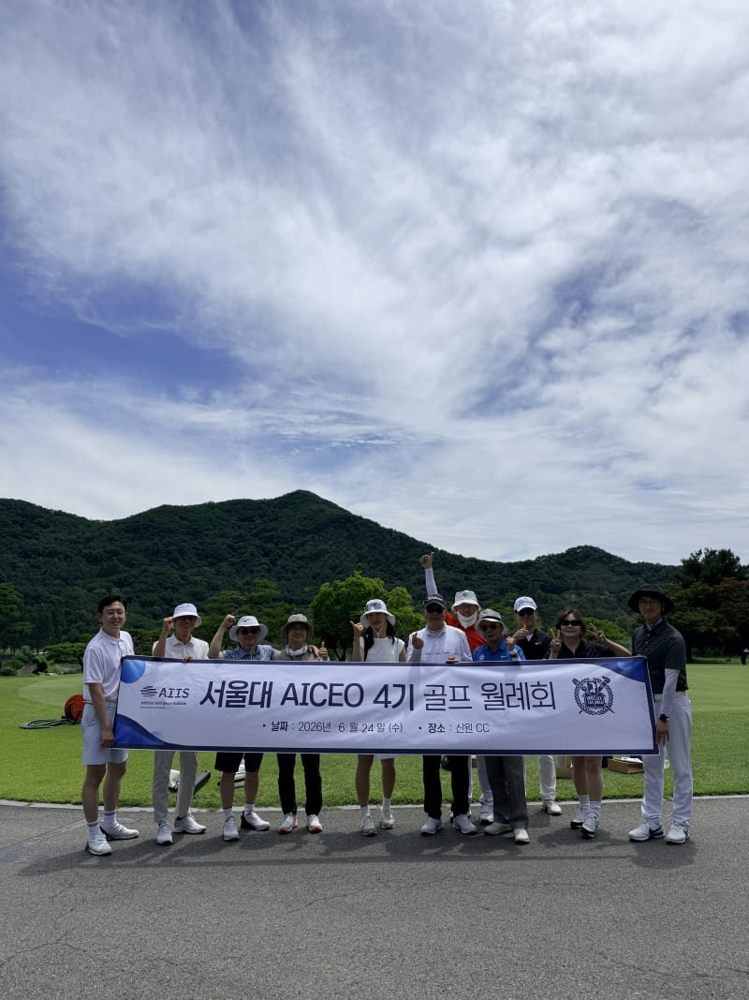 AIIS
서울대 AICEO 4기 골프 월례회
• 날짜 : 2026년 6월 24일 (수) • 장소 : 신원 CC